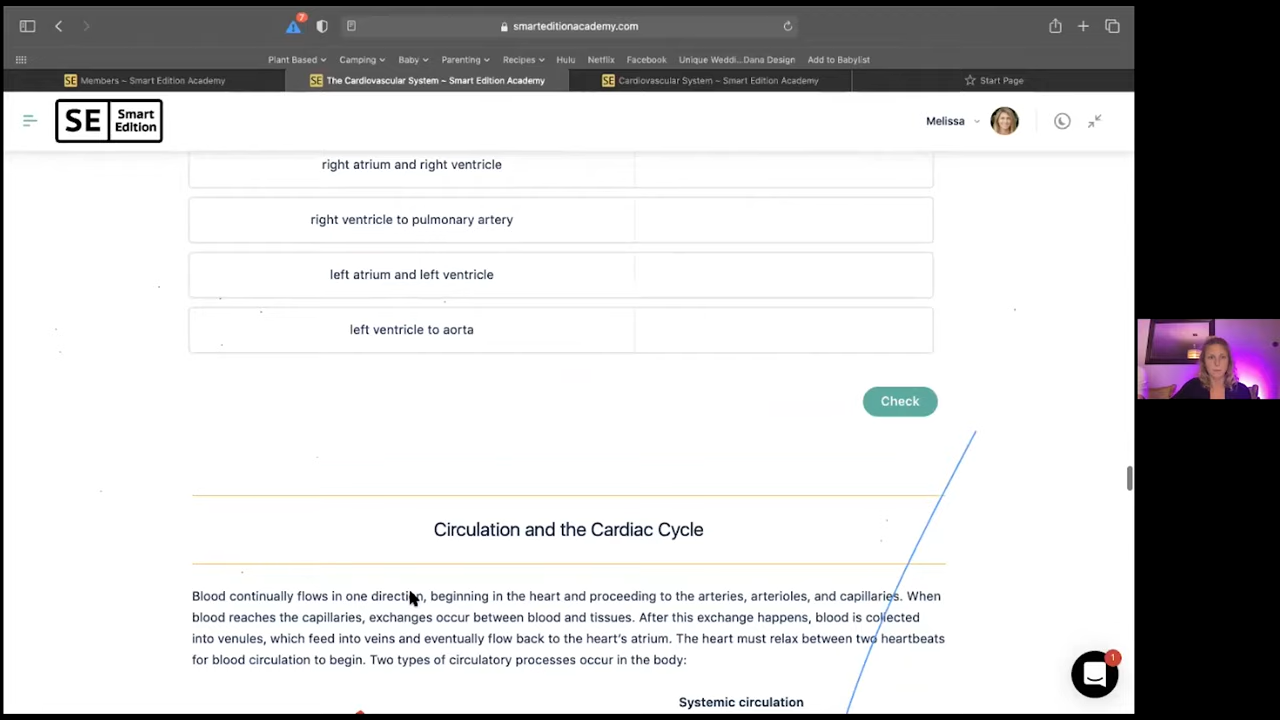 7
smarteditionacademy.com
Plant Based Camping Baby Parenting Recipes Hulu Netflix Facebook Unique Weddi...Dana Design Add to Babylist
SE Members ~ Smart Edition Academy SE The Cardiovascular System ~ Smart Edition Academy SE Cardiovascular System ~ Smart Edition Academy Start Page
SE Smart Edition
Melissa
right atrium and right ventricle
right ventricle to pulmonary artery
left atrium and left ventricle
left ventricle to aorta
Check
Circulation and the Cardiac Cycle
Blood continually flows in one direction, beginning in the heart and proceeding to the arteries, arterioles, and capillaries. When
blood reaches the capillaries, exchanges occur between blood and tissues. After this exchange happens, blood is collected
into venules, which feed into veins and eventually flow back to the heart's atrium. The heart must relax between two heartbeats
for blood circulation to begin. Two types of circulatory processes occur in the body:
1
Systemic circulation